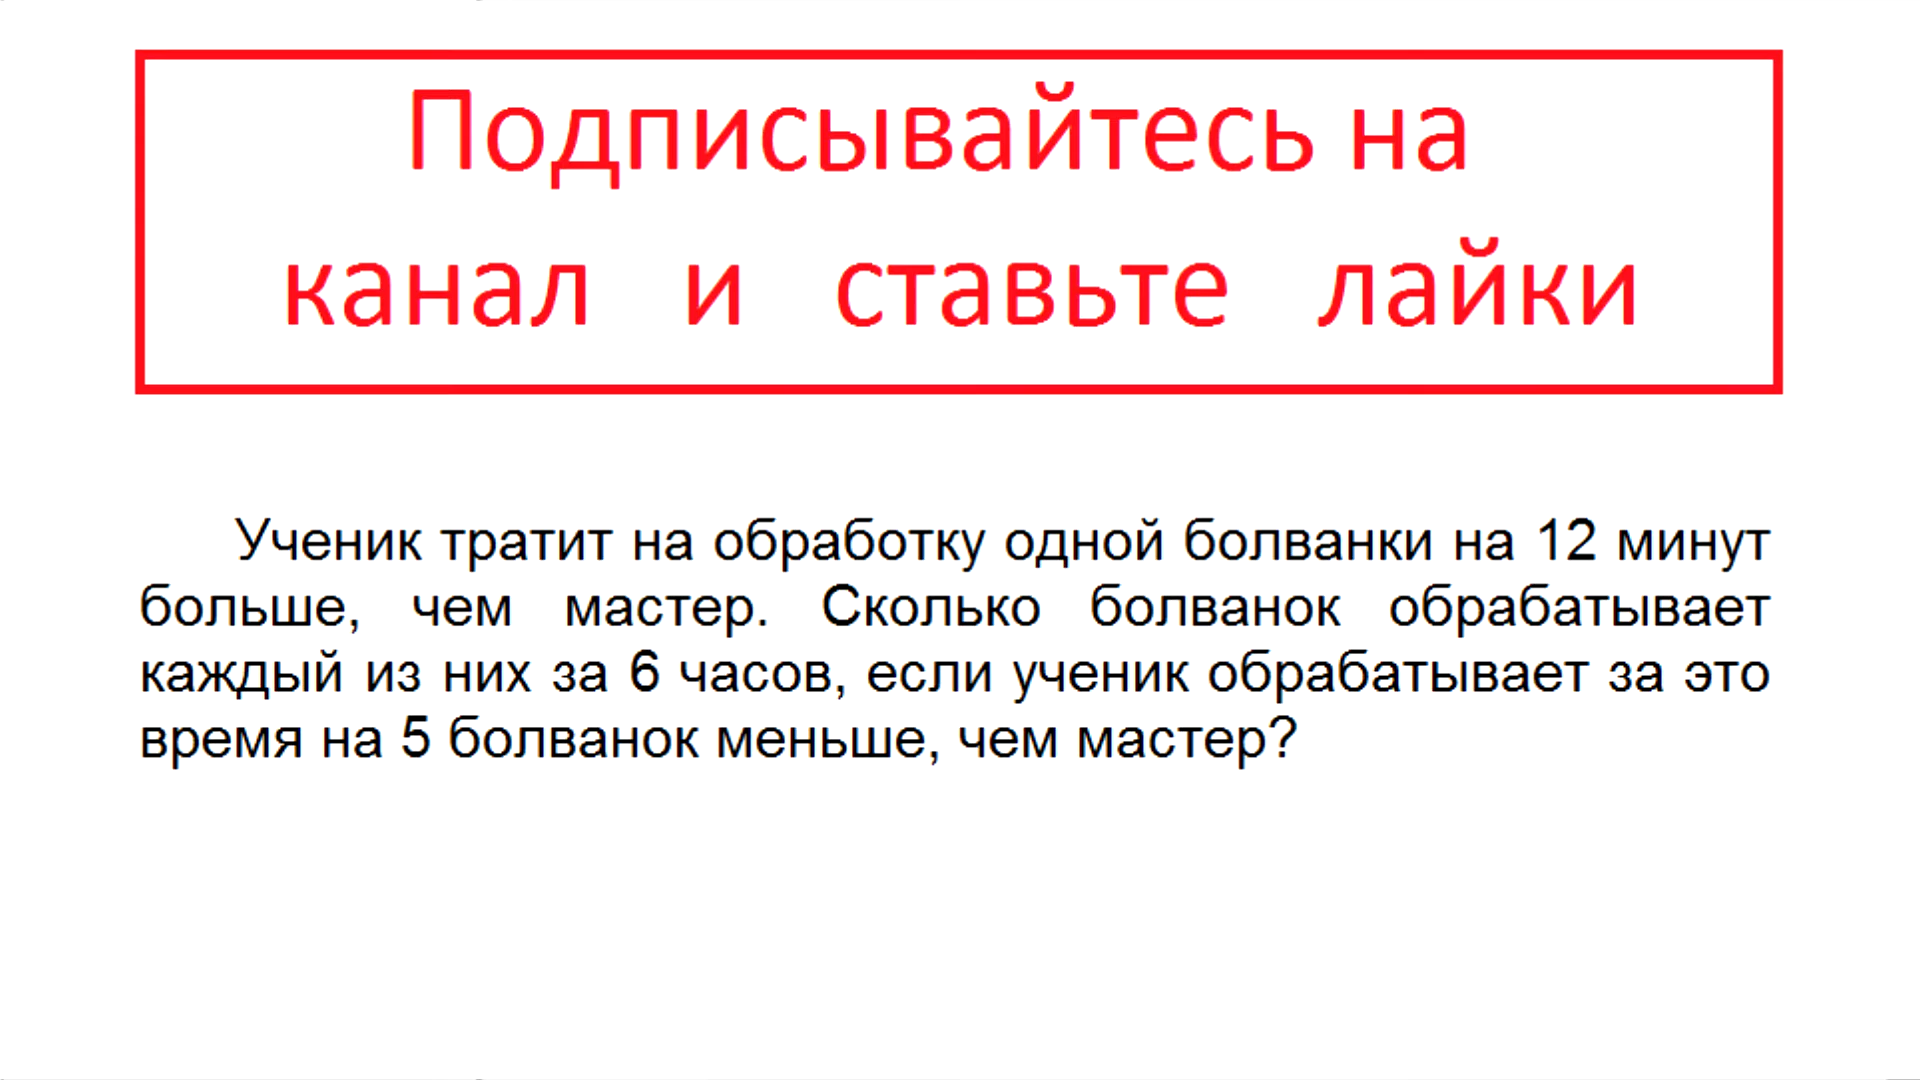 Подписывайтесь на
канал и ставьте лайки
Ученик тратит на обработку одной болванки на 12 минут
больше, чем мастер. Сколько болванок обрабатывает
каждый из них за 6 часов, если ученик обрабатывает за это
время на 5 болванок меньше, чем мастер?